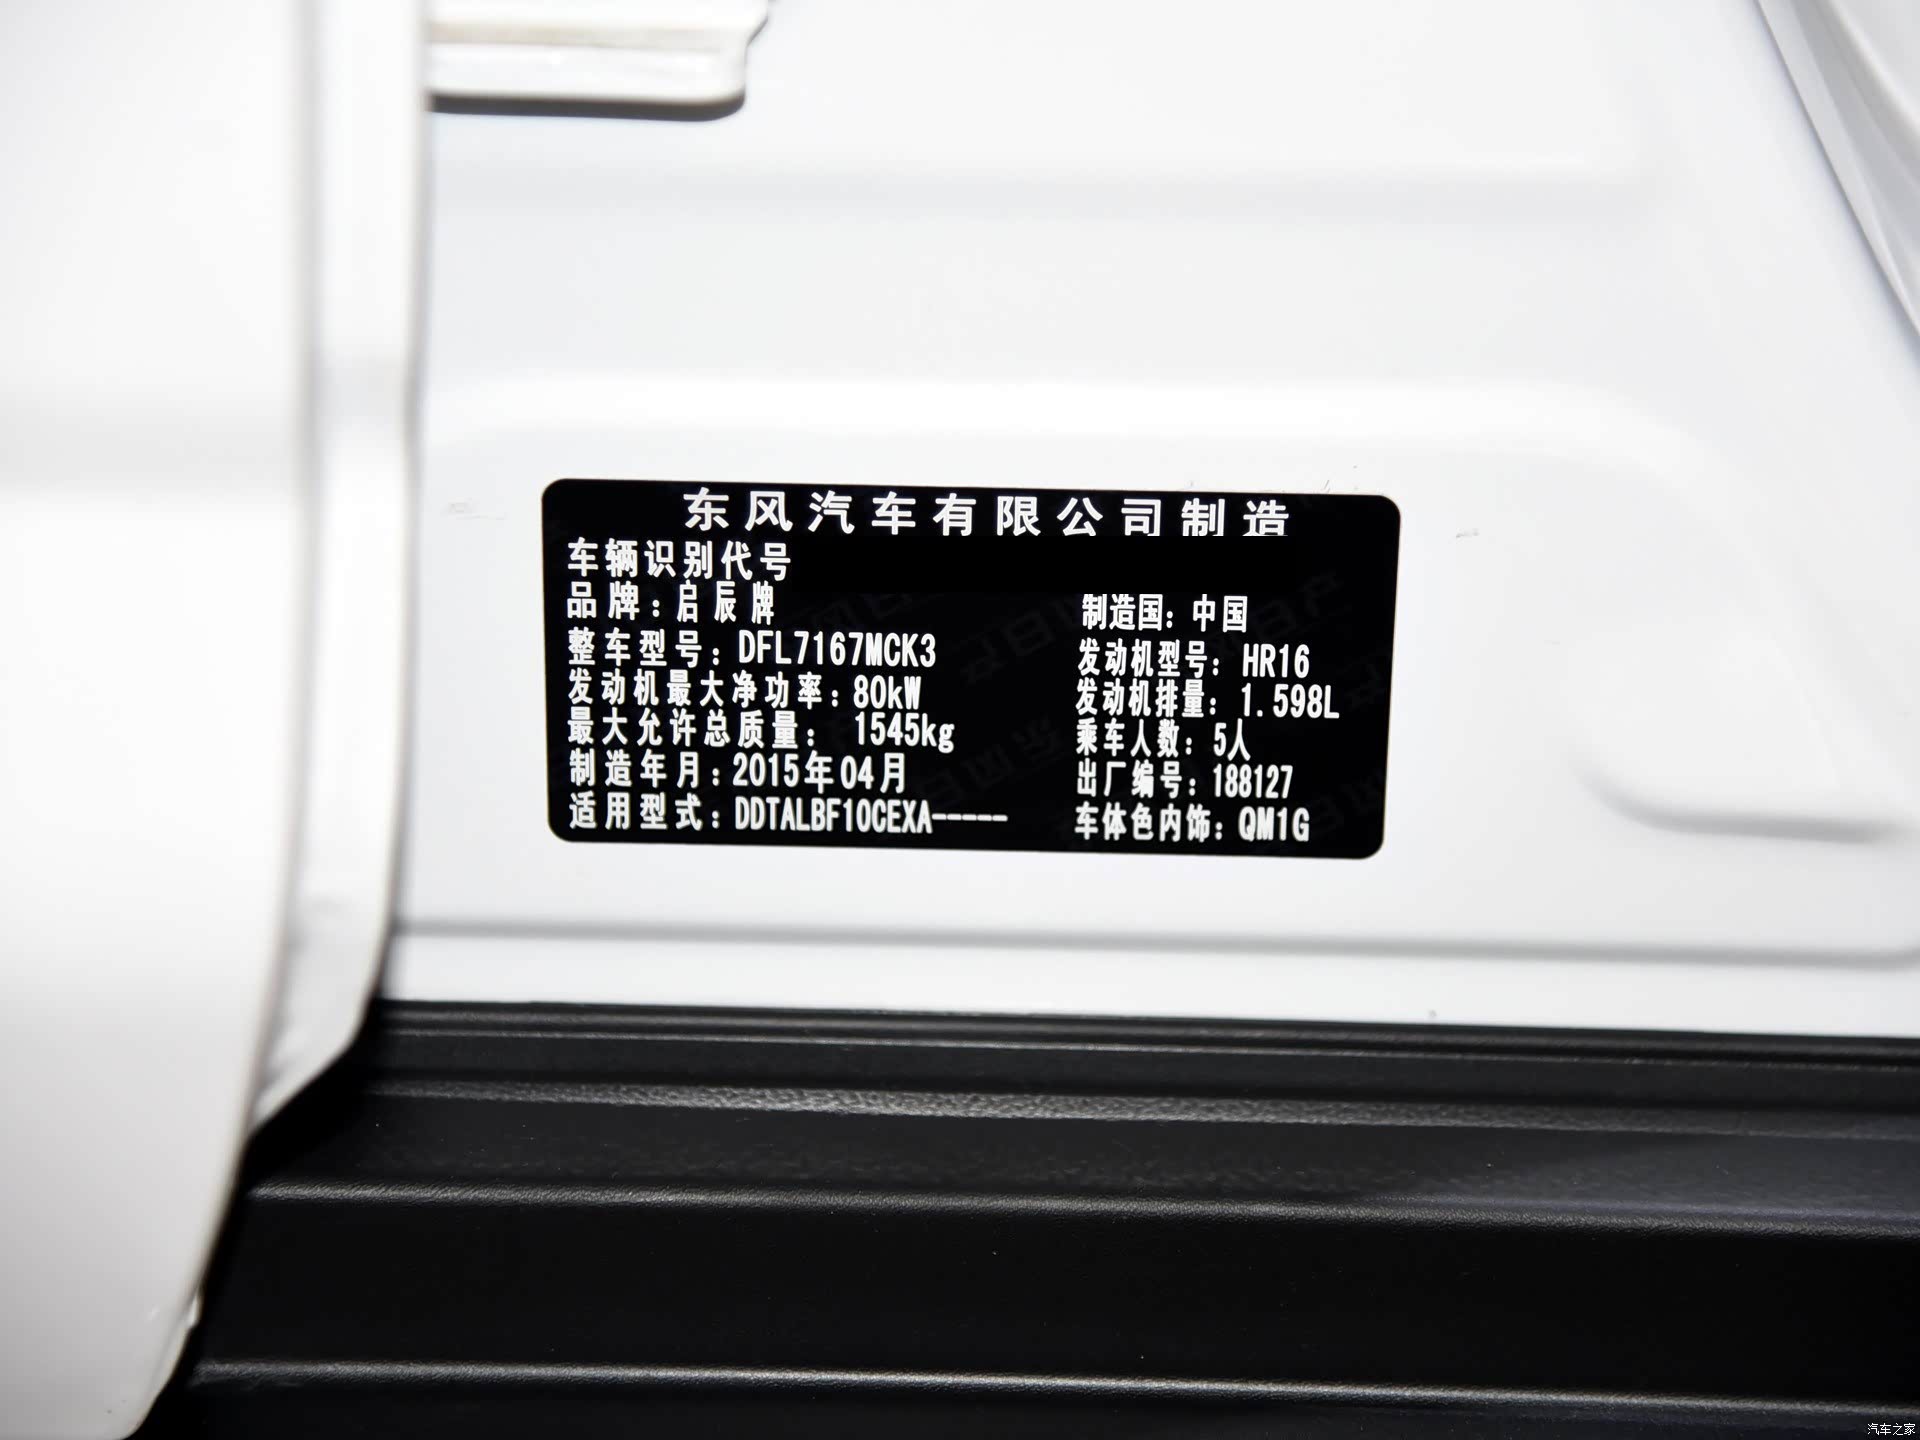 东风汽车有限公司制造
车辆识别代号
品牌：启辰牌 制造国：中国
整车型号：DFL7167MCK3 发动机型号：HR16
发动机最大净功率：80kW 发动机排量：1.598L
最大允许总质量：1545kg 乘车人数：5人
制造年月：2015年04月 出厂编号：188127
适用型式：DDTALBF10CEXA----- 车体色内饰：QM1G
汽车之家